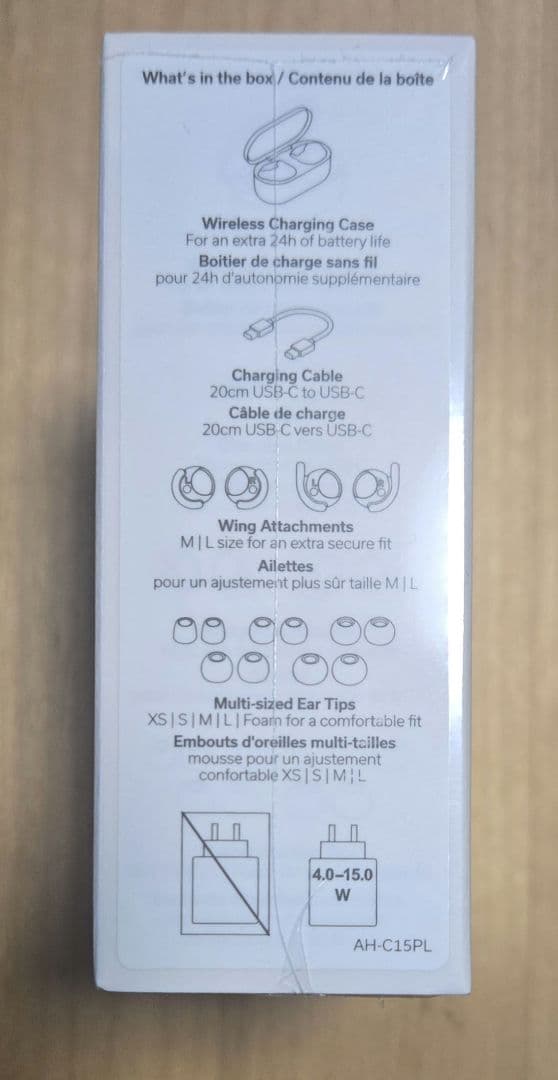 What's in the box / Contenu de la boîte
Wireless Charging Case
For an extra 24h of battery life
Boitier de charge sans fil
pour 24h d'autonomie supplémentaire
Charging Cable
20cm USB-C to USB-C
Câble de charge
20cm USB-C vers USB-C
L R L R
Wing Attachments
M | L size for an extra secure fit
Ailettes
pour un ajustement plus sûr taille M | L
Multi-sized Ear Tips
XS | S | M | L | Foam for a comfortable fit
Embouts d'oreilles multi-tailles
mousse pour un ajustement
confortable XS | S | M | L
4.0–15.0
W
AH-C15PL